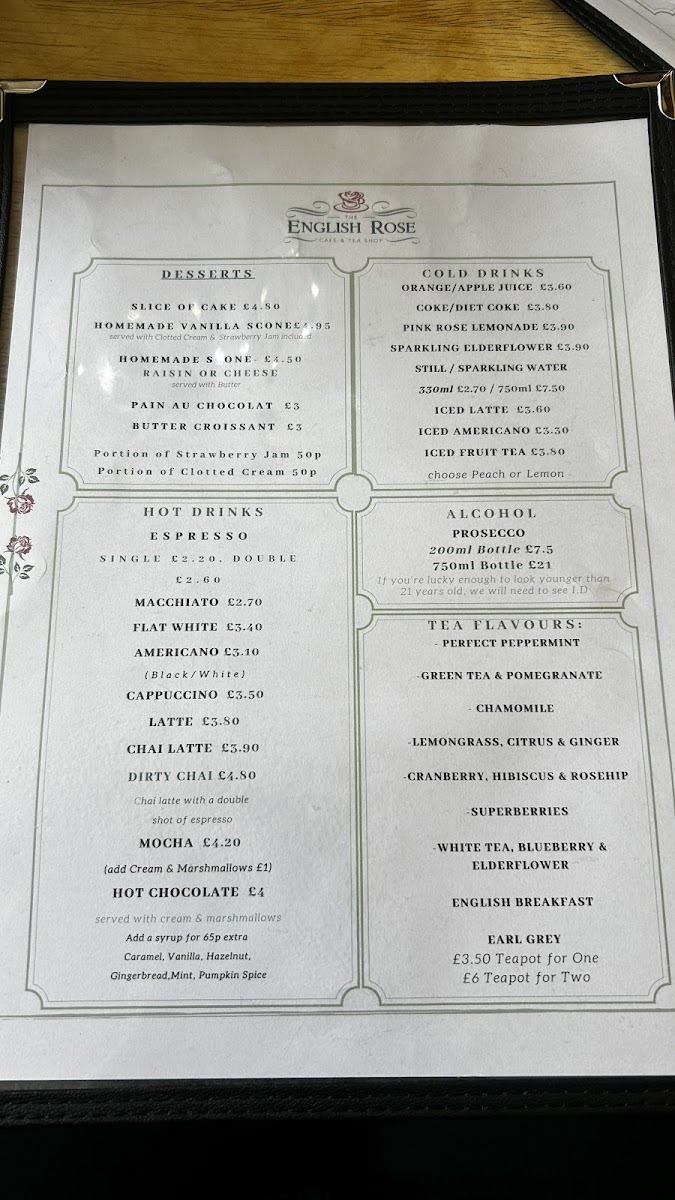 THE
ENGLISH ROSE
CAFE & TEA SHOP
DESSERTS
SLICE OF CAKE £4.80
HOMEMADE VANILLA SCONE£4.95
served with Clotted Cream & Strawberry Jam included
HOMEMADE S ONE- £4.50
RAISIN OR CHEESE
served with Butter
PAIN AU CHOCOLAT £3
BUTTER CROISSANT £3
Portion of Strawberry Jam 50p
Portion of Clotted Cream 50p
COLD DRINKS
ORANGE/APPLE JUICE £3.60
COKE/DIET COKE £3.80
PINK ROSE LEMONADE £3.90
SPARKLING ELDERFLOWER £3.90
STILL / SPARKLING WATER
330ml £2.70 / 750ml £7.50
ICED LATTE £3.60
ICED AMERICANO £3.30
ICED FRUIT TEA £3.80
choose Peach or Lemon
HOT DRINKS
ESPRESSO
SINGLE £2.20, DOUBLE
£2.60
MACCHIATO £2.70
FLAT WHITE £3.40
AMERICANO £3.10
(Black/White)
CAPPUCCINO £3.50
LATTE £3.80
CHAI LATTE £3.90
DIRTY CHAI £4.80
Chai latte with a double
shot of espresso
MOCHA £4.20
(add Cream & Marshmallows £1)
HOT CHOCOLATE £4
served with cream & marshmallows
Add a syrup for 65p extra
Caramel, Vanilla, Hazelnut,
Gingerbread,Mint, Pumpkin Spice
ALCOHOL
PROSECCO
200ml Bottle £7.5
750ml Bottle £21
If you're lucky enough to look younger than
21 years old, we will need to see I.D
TEA FLAVOURS:
- PERFECT PEPPERMINT
-GREEN TEA & POMEGRANATE
- CHAMOMILE
-LEMONGRASS, CITRUS & GINGER
-CRANBERRY, HIBISCUS & ROSEHIP
-SUPERBERRIES
-WHITE TEA, BLUEBERRY &
ELDERFLOWER
ENGLISH BREAKFAST
EARL GREY
£3.50 Teapot for One
£6 Teapot for Two